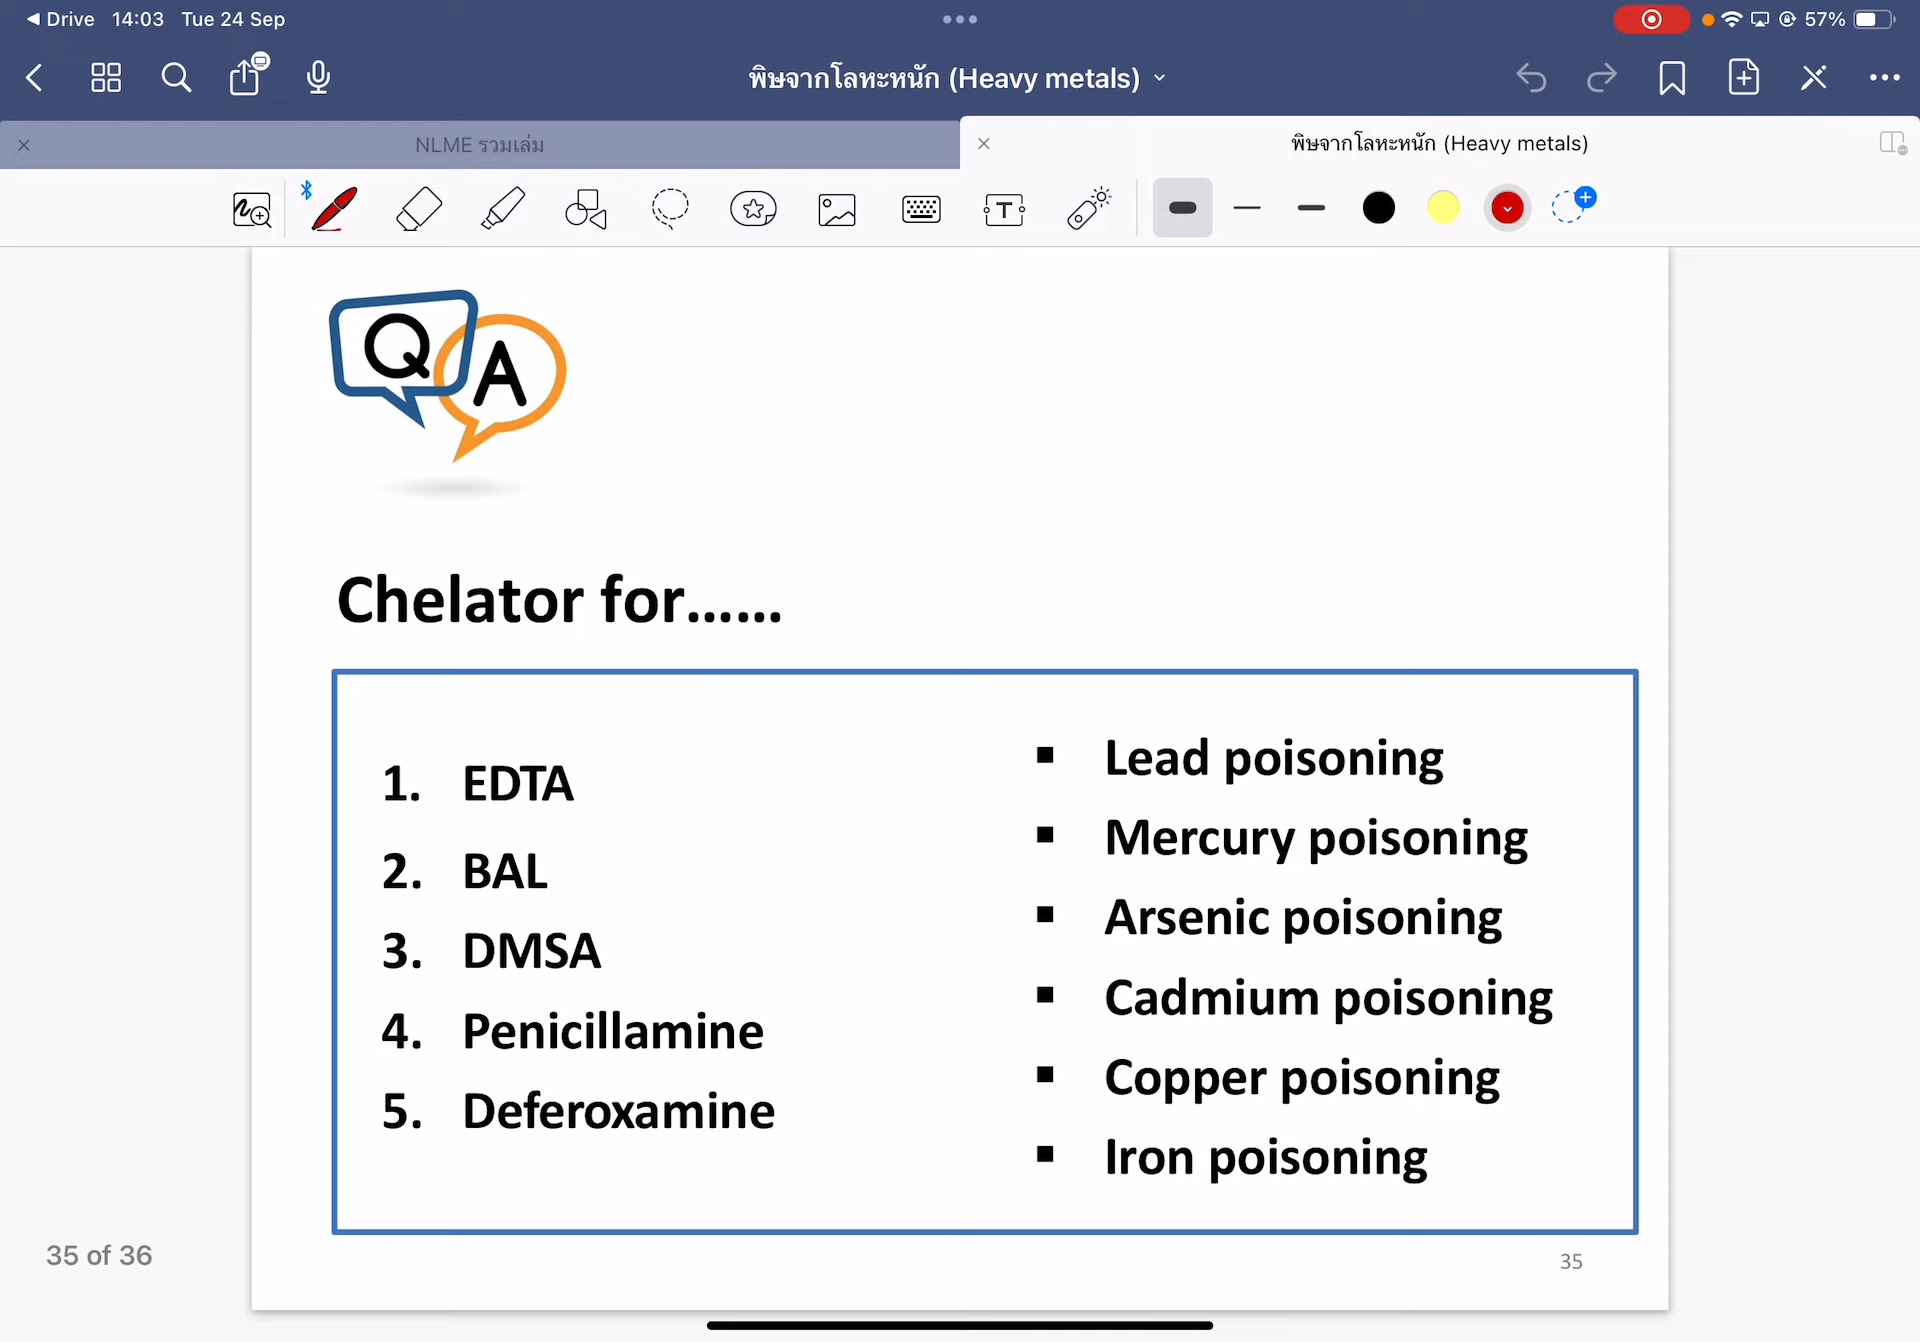 Drive 14:03 Tue 24 Sep
57%
พิษจากโลหะหนัก (Heavy metals)
NLME รวมเล่ม
พิษจากโลหะหนัก (Heavy metals)
T
Q
A
Chelator for......
1. EDTA
2. BAL
3. DMSA
4. Penicillamine
5. Deferoxamine
▪ Lead poisoning
▪ Mercury poisoning
▪ Arsenic poisoning
▪ Cadmium poisoning
▪ Copper poisoning
▪ Iron poisoning
35 of 36
35